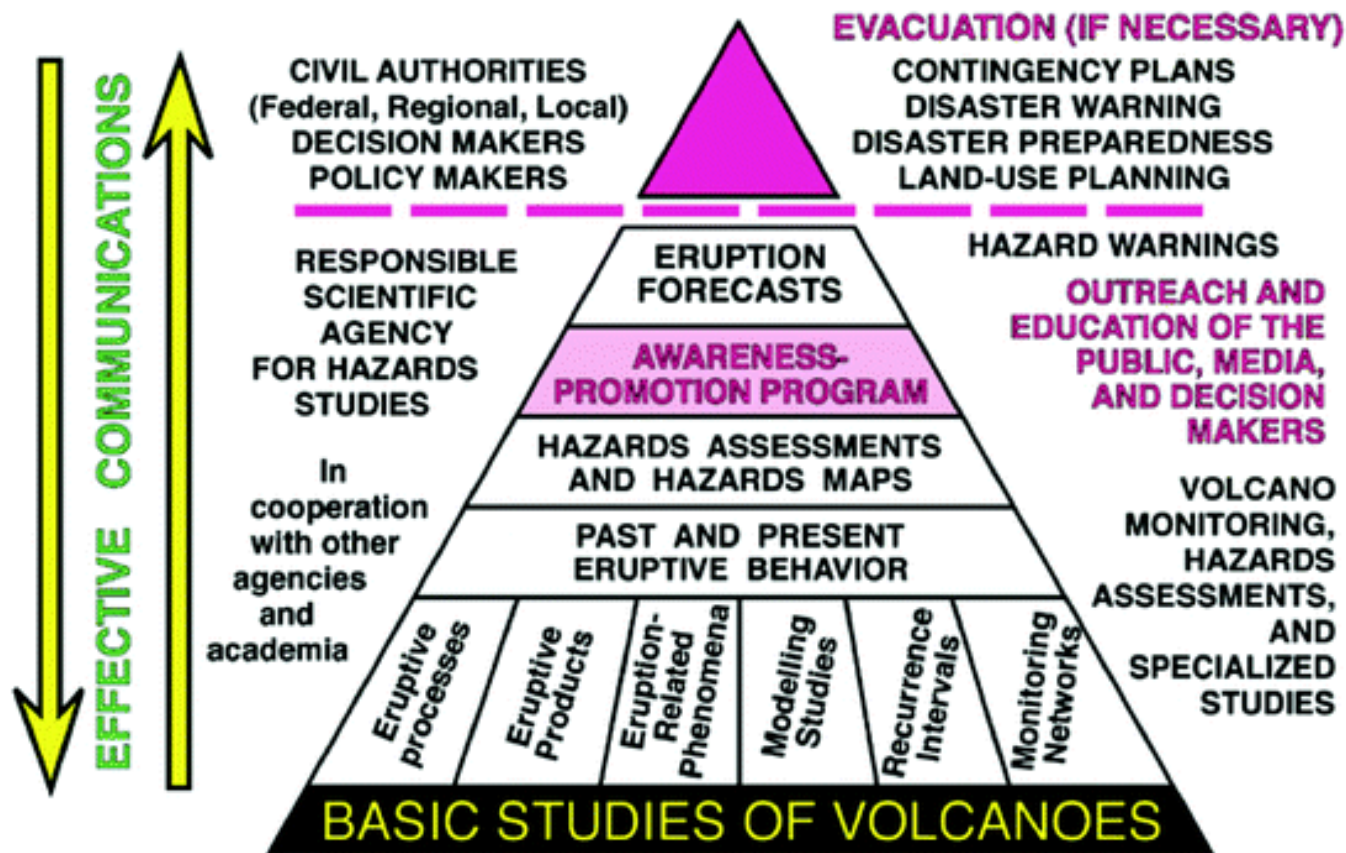 EFFECTIVE COMMUNICATIONS
CIVIL AUTHORITIES
(Federal, Regional, Local)
DECISION MAKERS
POLICY MAKERS
EVACUATION (IF NECESSARY)
CONTINGENCY PLANS
DISASTER WARNING
DISASTER PREPAREDNESS
LAND-USE PLANNING
RESPONSIBLE
SCIENTIFIC
AGENCY
FOR HAZARDS
STUDIES
In
cooperation
with other
agencies
and
academia
ERUPTION
FORECASTS
AWARENESS-
PROMOTION PROGRAM
HAZARDS ASSESSMENTS
AND HAZARDS MAPS
PAST AND PRESENT
ERUPTIVE BEHAVIOR
Eruptive
processes
Eruptive
Products
Eruption-
Related
Phenomena
Modelling
Studies
Recurrence
Intervals
Monitoring
Networks
HAZARD WARNINGS
OUTREACH AND
EDUCATION OF THE
PUBLIC, MEDIA,
AND DECISION
MAKERS
VOLCANO
MONITORING,
HAZARDS
ASSESSMENTS,
AND
SPECIALIZED
STUDIES
BASIC STUDIES OF VOLCANOES